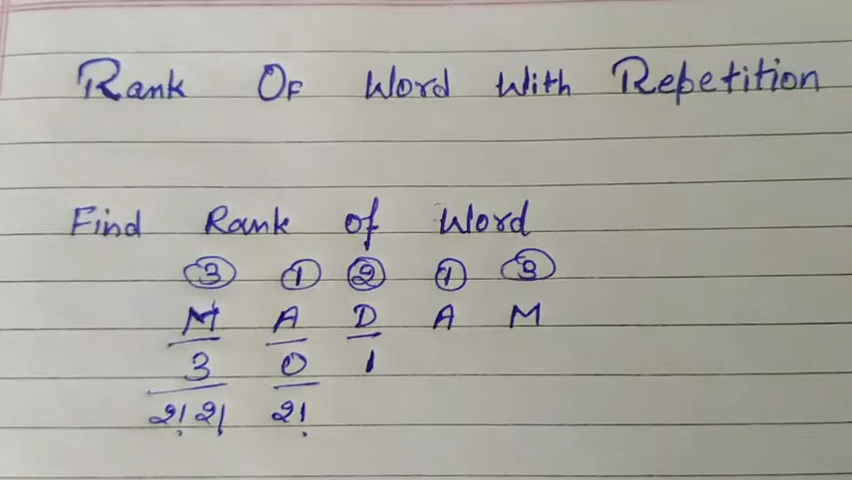 Rank Of Word With Repetition
Find Rank of Word
3 1 2 1 3
M A D A M
3 0 1
2! 2! 2!